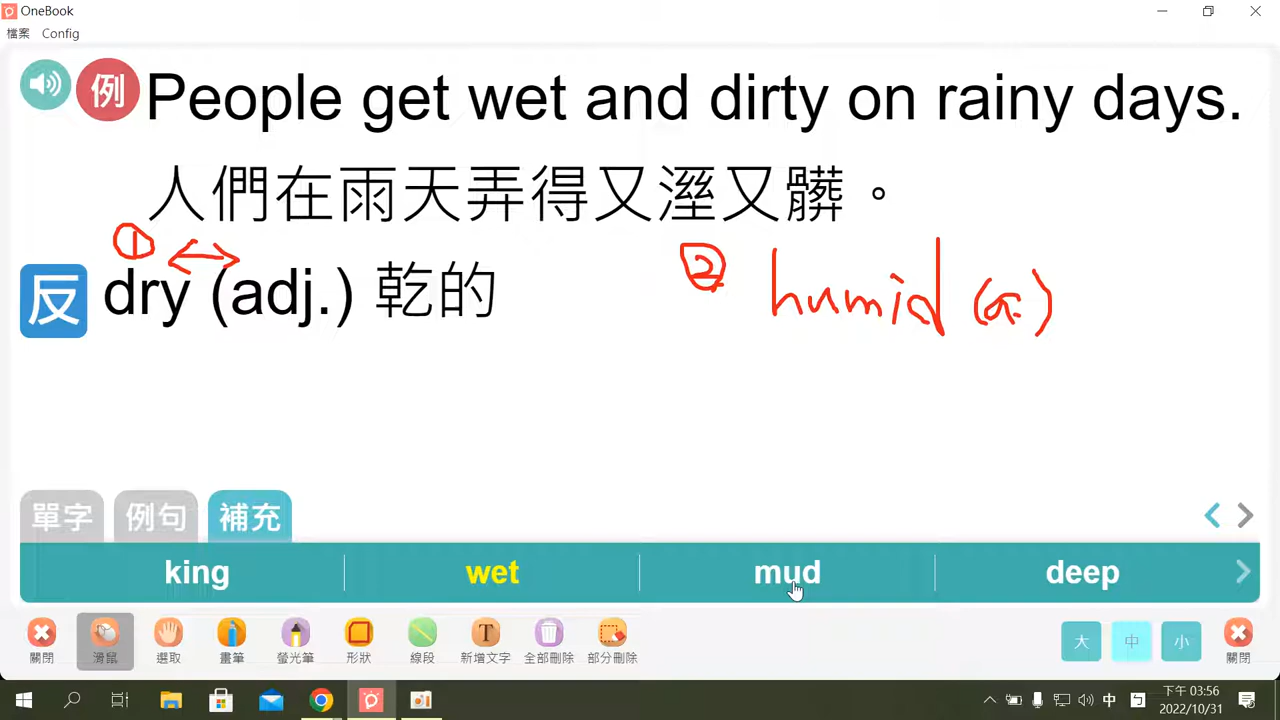 OneBook
檔案 Config
例 People get wet and dirty on rainy days.
人們在雨天弄得又溼又髒。
① ②
反 dry (adj.) 乾的 humid (a.)
單字 例句 補充
king wet mud deep
關閉 滑鼠 選取 畫筆 螢光筆 形狀 線段 新增文字 全部刪除 部分刪除 大 中 小 關閉
中 下午 03:56
2022/10/31